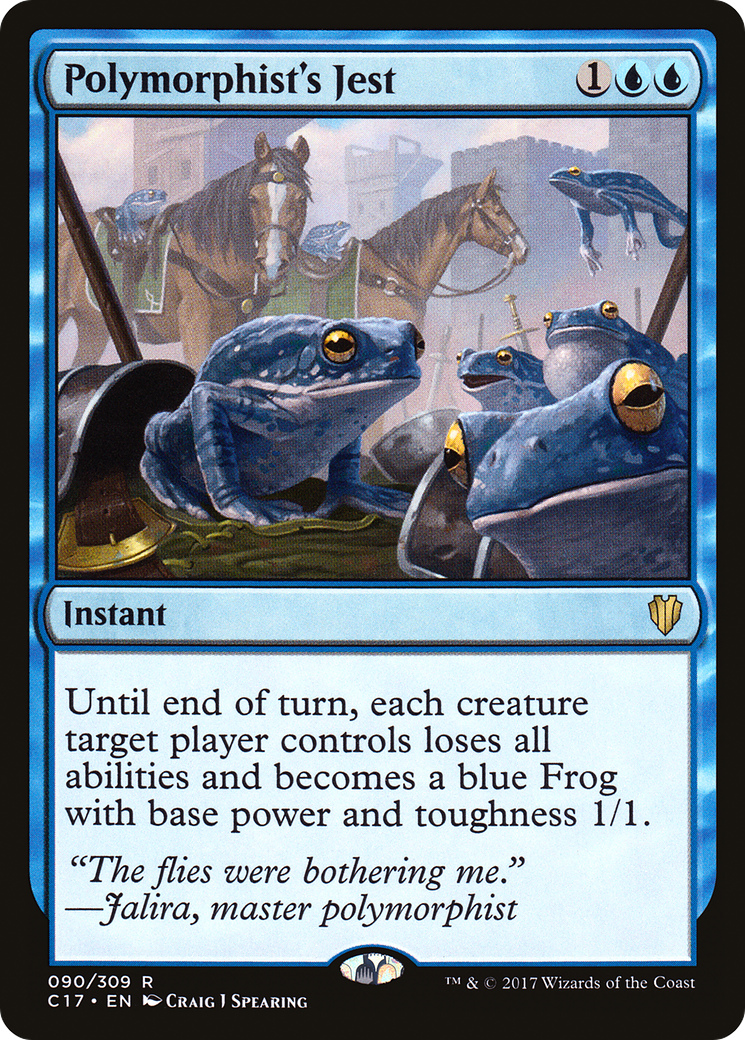 Polymorphist's Jest 1
Instant
Until end of turn, each creature
target player controls loses all
abilities and becomes a blue Frog
with base power and toughness 1/1.
“The flies were bothering me.”
—Jalira, master polymorphist
090/309 R
C17 • EN CRAIG J SPEARING
™ & © 2017 Wizards of the Coast